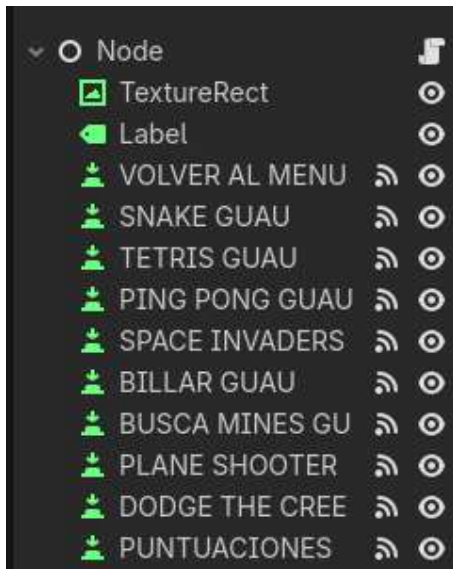 Node
TextureRect
Label
VOLVER AL MENU
SNAKE GUAU
TETRIS GUAU
PING PONG GUAU
SPACE INVADERS
BILLAR GUAU
BUSCA MINES GU
PLANE SHOOTER
DODGE THE CREE
PUNTUACIONES